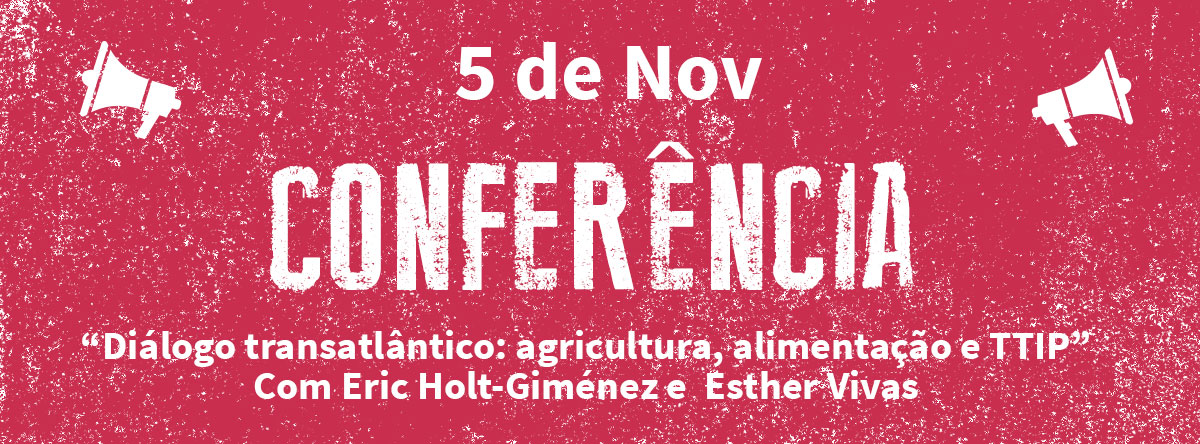 5 de Nov
CONFERÊNCIA
“Diálogo transatlântico: agricultura, alimentação e TTIP”
Com Eric Holt-Giménez e Esther Vivas